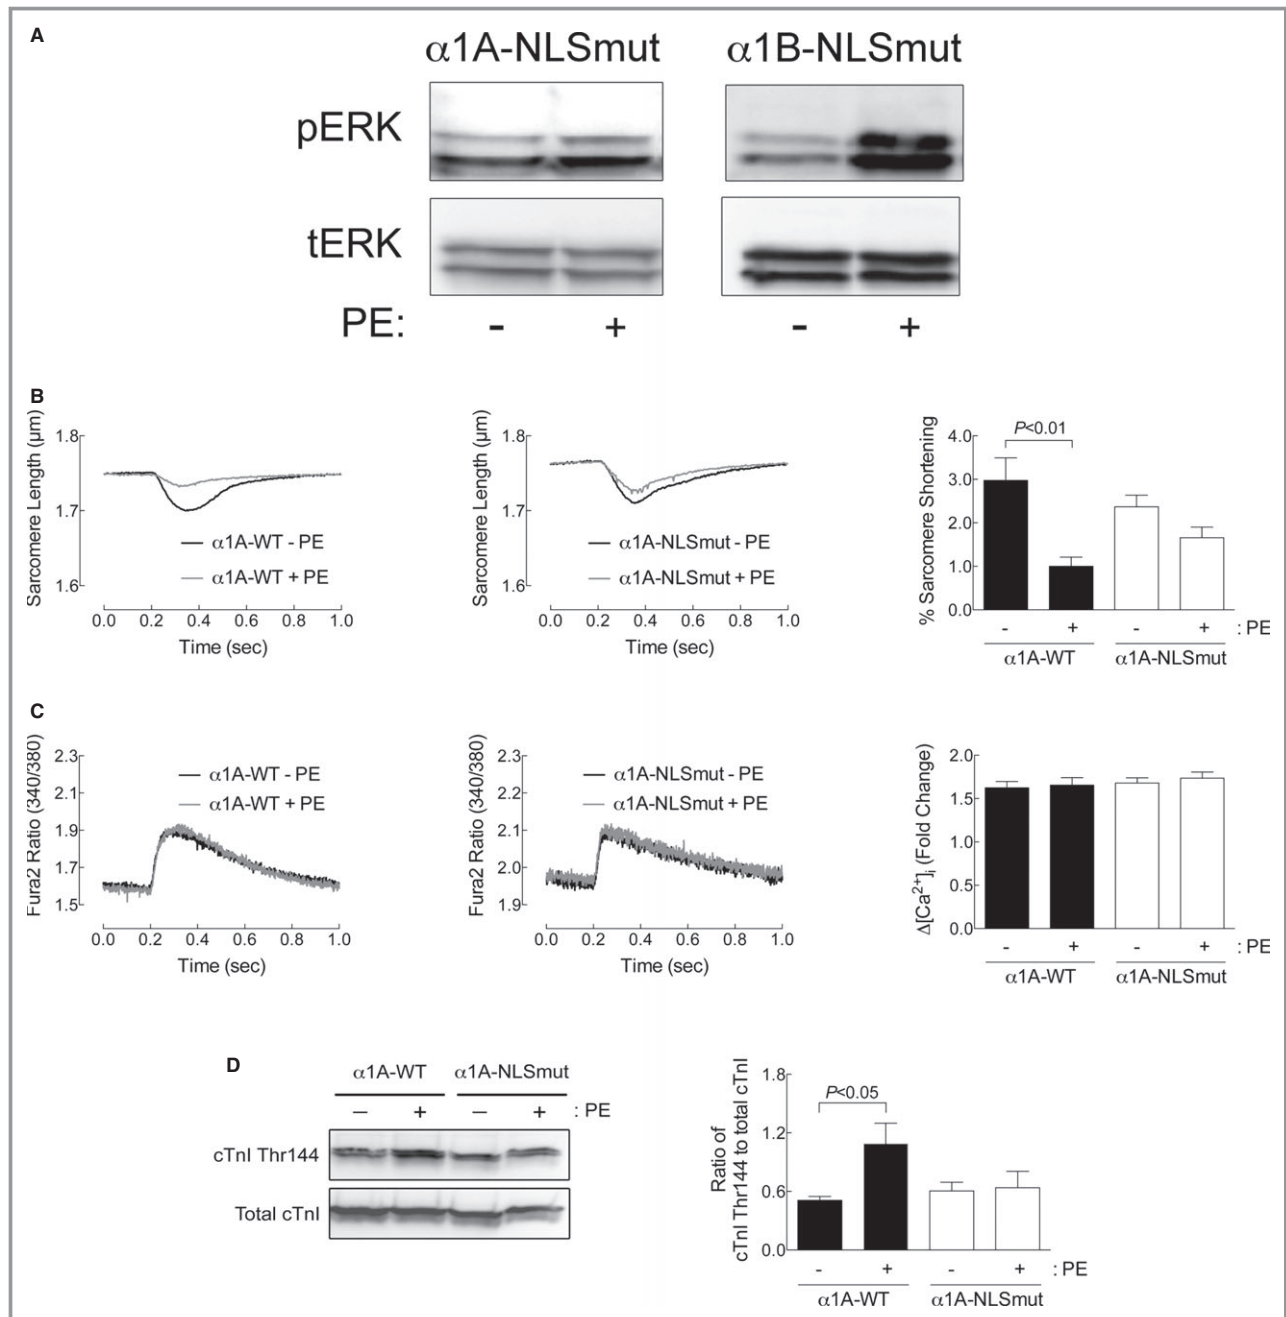 A
α1A-NLSmut α1B-NLSmut
pERK
tERK
PE: - + - +
B
Sarcomere Length (μm)
1.8
1.7
1.6
α1A-WT - PE
α1A-WT + PE
0.0 0.2 0.4 0.6 0.8 1.0
Time (sec)
Sarcomere Length (μm)
1.8
1.7
1.6
α1A-NLSmut - PE
α1A-NLSmut + PE
0.0 0.2 0.4 0.6 0.8 1.0
Time (sec)
% Sarcomere Shortening
P<0.01
4.0
3.0
2.0
1.0
0.0
- + - + : PE
α1A-WT α1A-NLSmut
C
Fura2 Ratio (340/380)
2.3
2.1
1.9
1.7
1.5
α1A-WT - PE
α1A-WT + PE
0.0 0.2 0.4 0.6 0.8 1.0
Time (sec)
Fura2 Ratio (340/380)
2.3
2.2
2.1
2.0
1.9
α1A-NLSmut - PE
α1A-NLSmut + PE
0.0 0.2 0.4 0.6 0.8 1.0
Time (sec)
Δ[Ca²⁺]i (Fold Change)
2.0
1.5
1.0
0.5
0.0
- + - + : PE
α1A-WT α1A-NLSmut
D
α1A-WT α1A-NLSmut
– + – + : PE
cTnI Thr144
Total cTnI
Ratio of
cTnI Thr144 to total cTnI
P<0.05
1.8
1.2
0.6
0.0
- + - + : PE
α1A-WT α1A-NLSmut